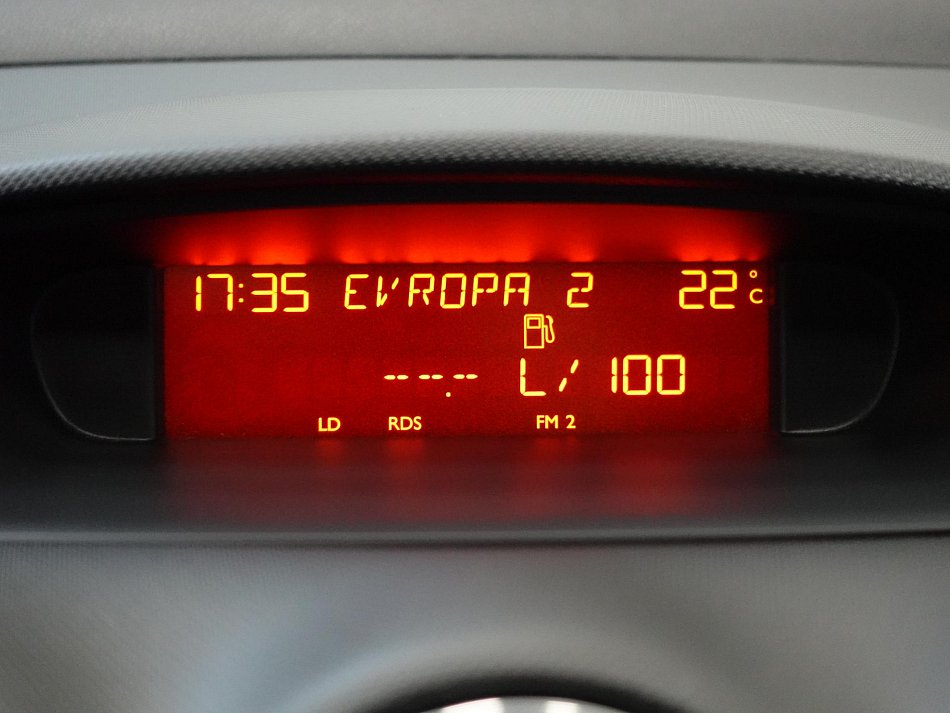 17:35 EVROPA 2 22°C
--- --.-- L/100
LD RDS FM 2